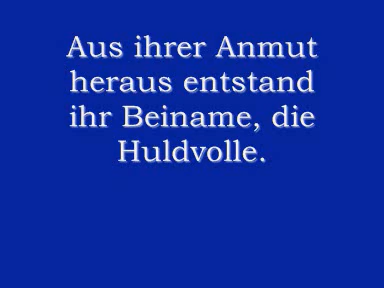 Aus ihrer Anmut
heraus entstand
ihr Beiname, die
Huldvolle.